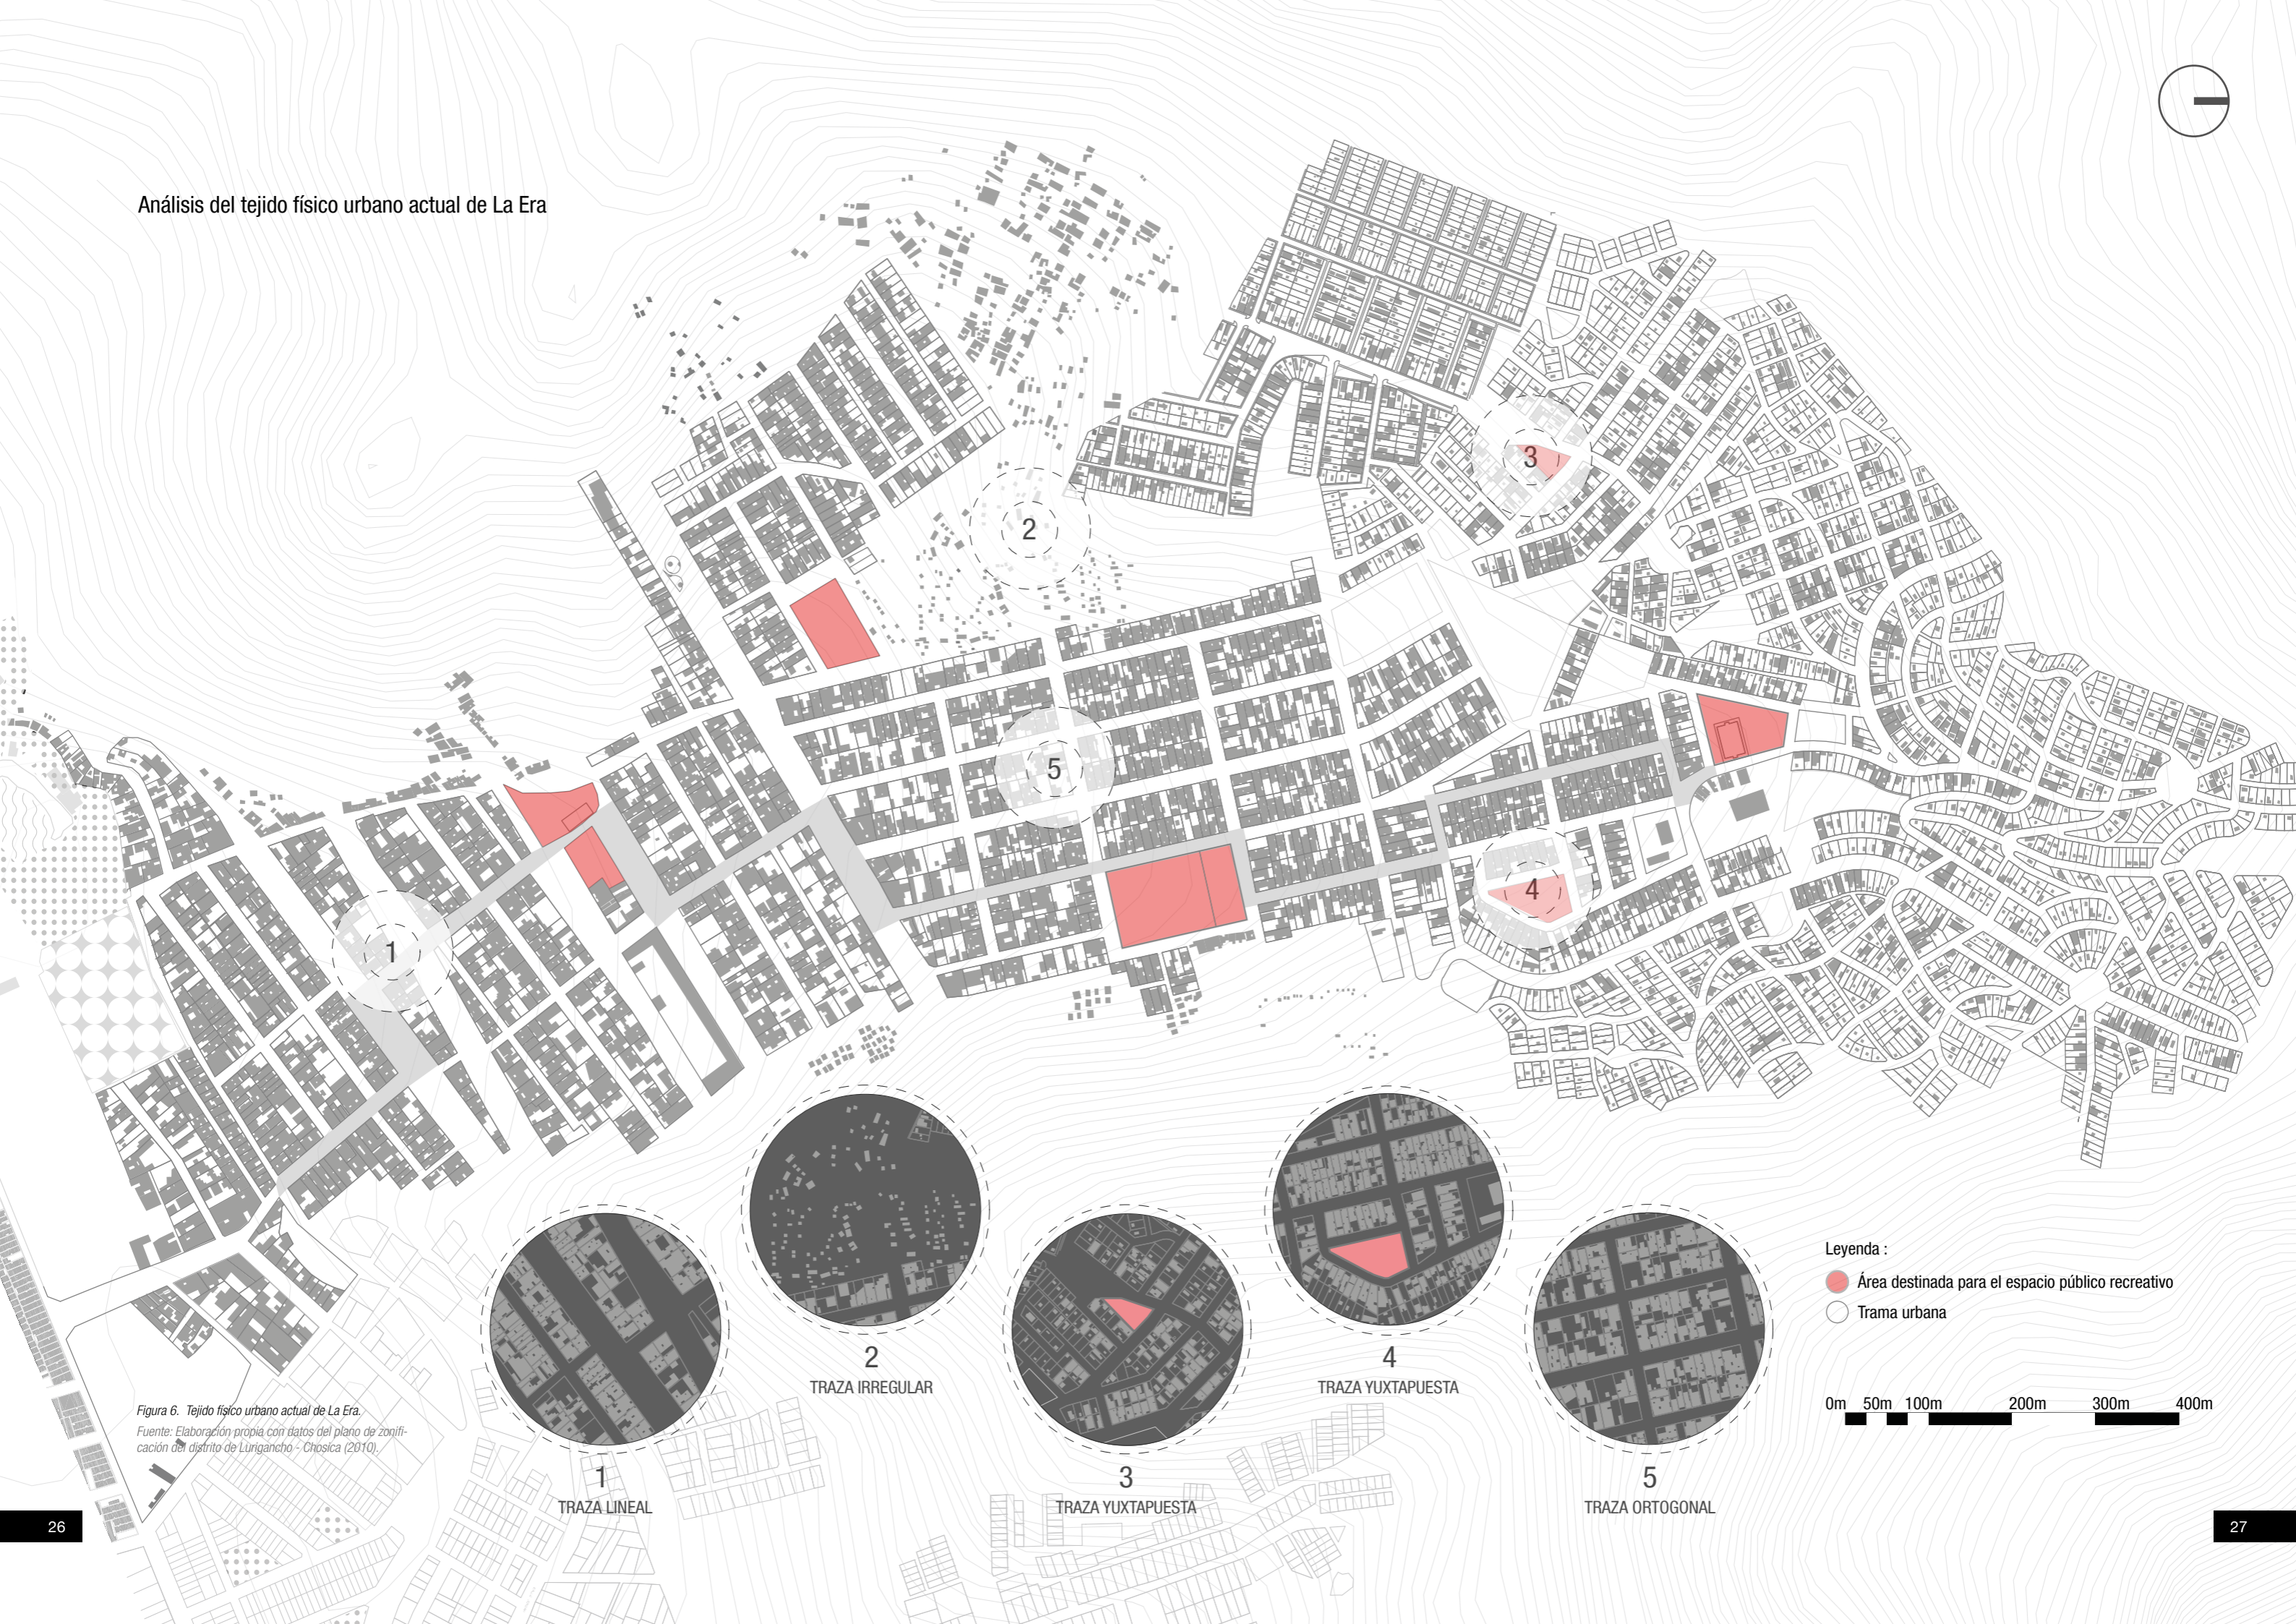 Análisis del tejido físico urbano actual de La Era
3
2
5
4
1
2
TRAZA IRREGULAR
4
TRAZA YUXTAPUESTA
1
TRAZA LINEAL
3
TRAZA YUXTAPUESTA
5
TRAZA ORTOGONAL
Leyenda :
Área destinada para el espacio público recreativo
Trama urbana
0m 50m 100m 200m 300m 400m
Figura 6. Tejido físico urbano actual de La Era.
Fuente: Elaboración propia con datos del plano de zonifi-
cación del distrito de Lurigancho - Chosica (2010).
26
27